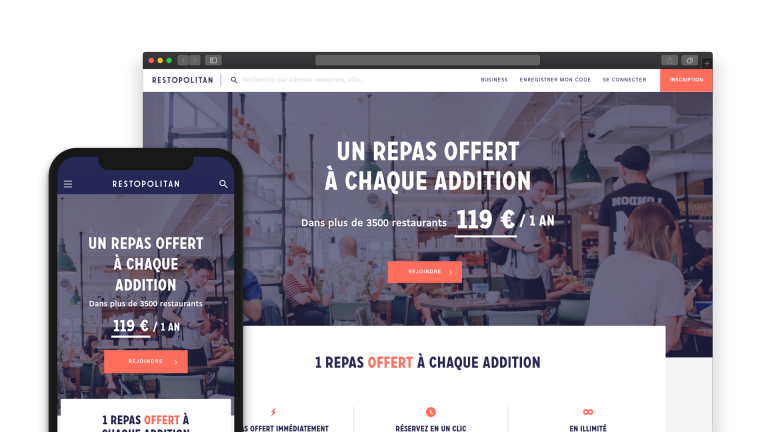 RESTOPOLITAN
Rechercher par adresse, restaurant, ville...
BUSINESS
ENREGISTRER MON CODE
SE CONNECTER
INSCRIPTION
UN REPAS OFFERT
À CHAQUE ADDITION
Dans plus de 3500 restaurants 119 € / 1 AN
REJOINDRE
1 REPAS OFFERT À CHAQUE ADDITION
OFFERT IMMÉDIATEMENT
RÉSERVEZ EN UN CLIC
EN ILLIMITÉ
RESTOPOLITAN
UN REPAS OFFERT
À CHAQUE
ADDITION
Dans plus de 3500 restaurants
119 € / 1 AN
REJOINDRE
1 REPAS OFFERT À
CHAQUE ADDITION